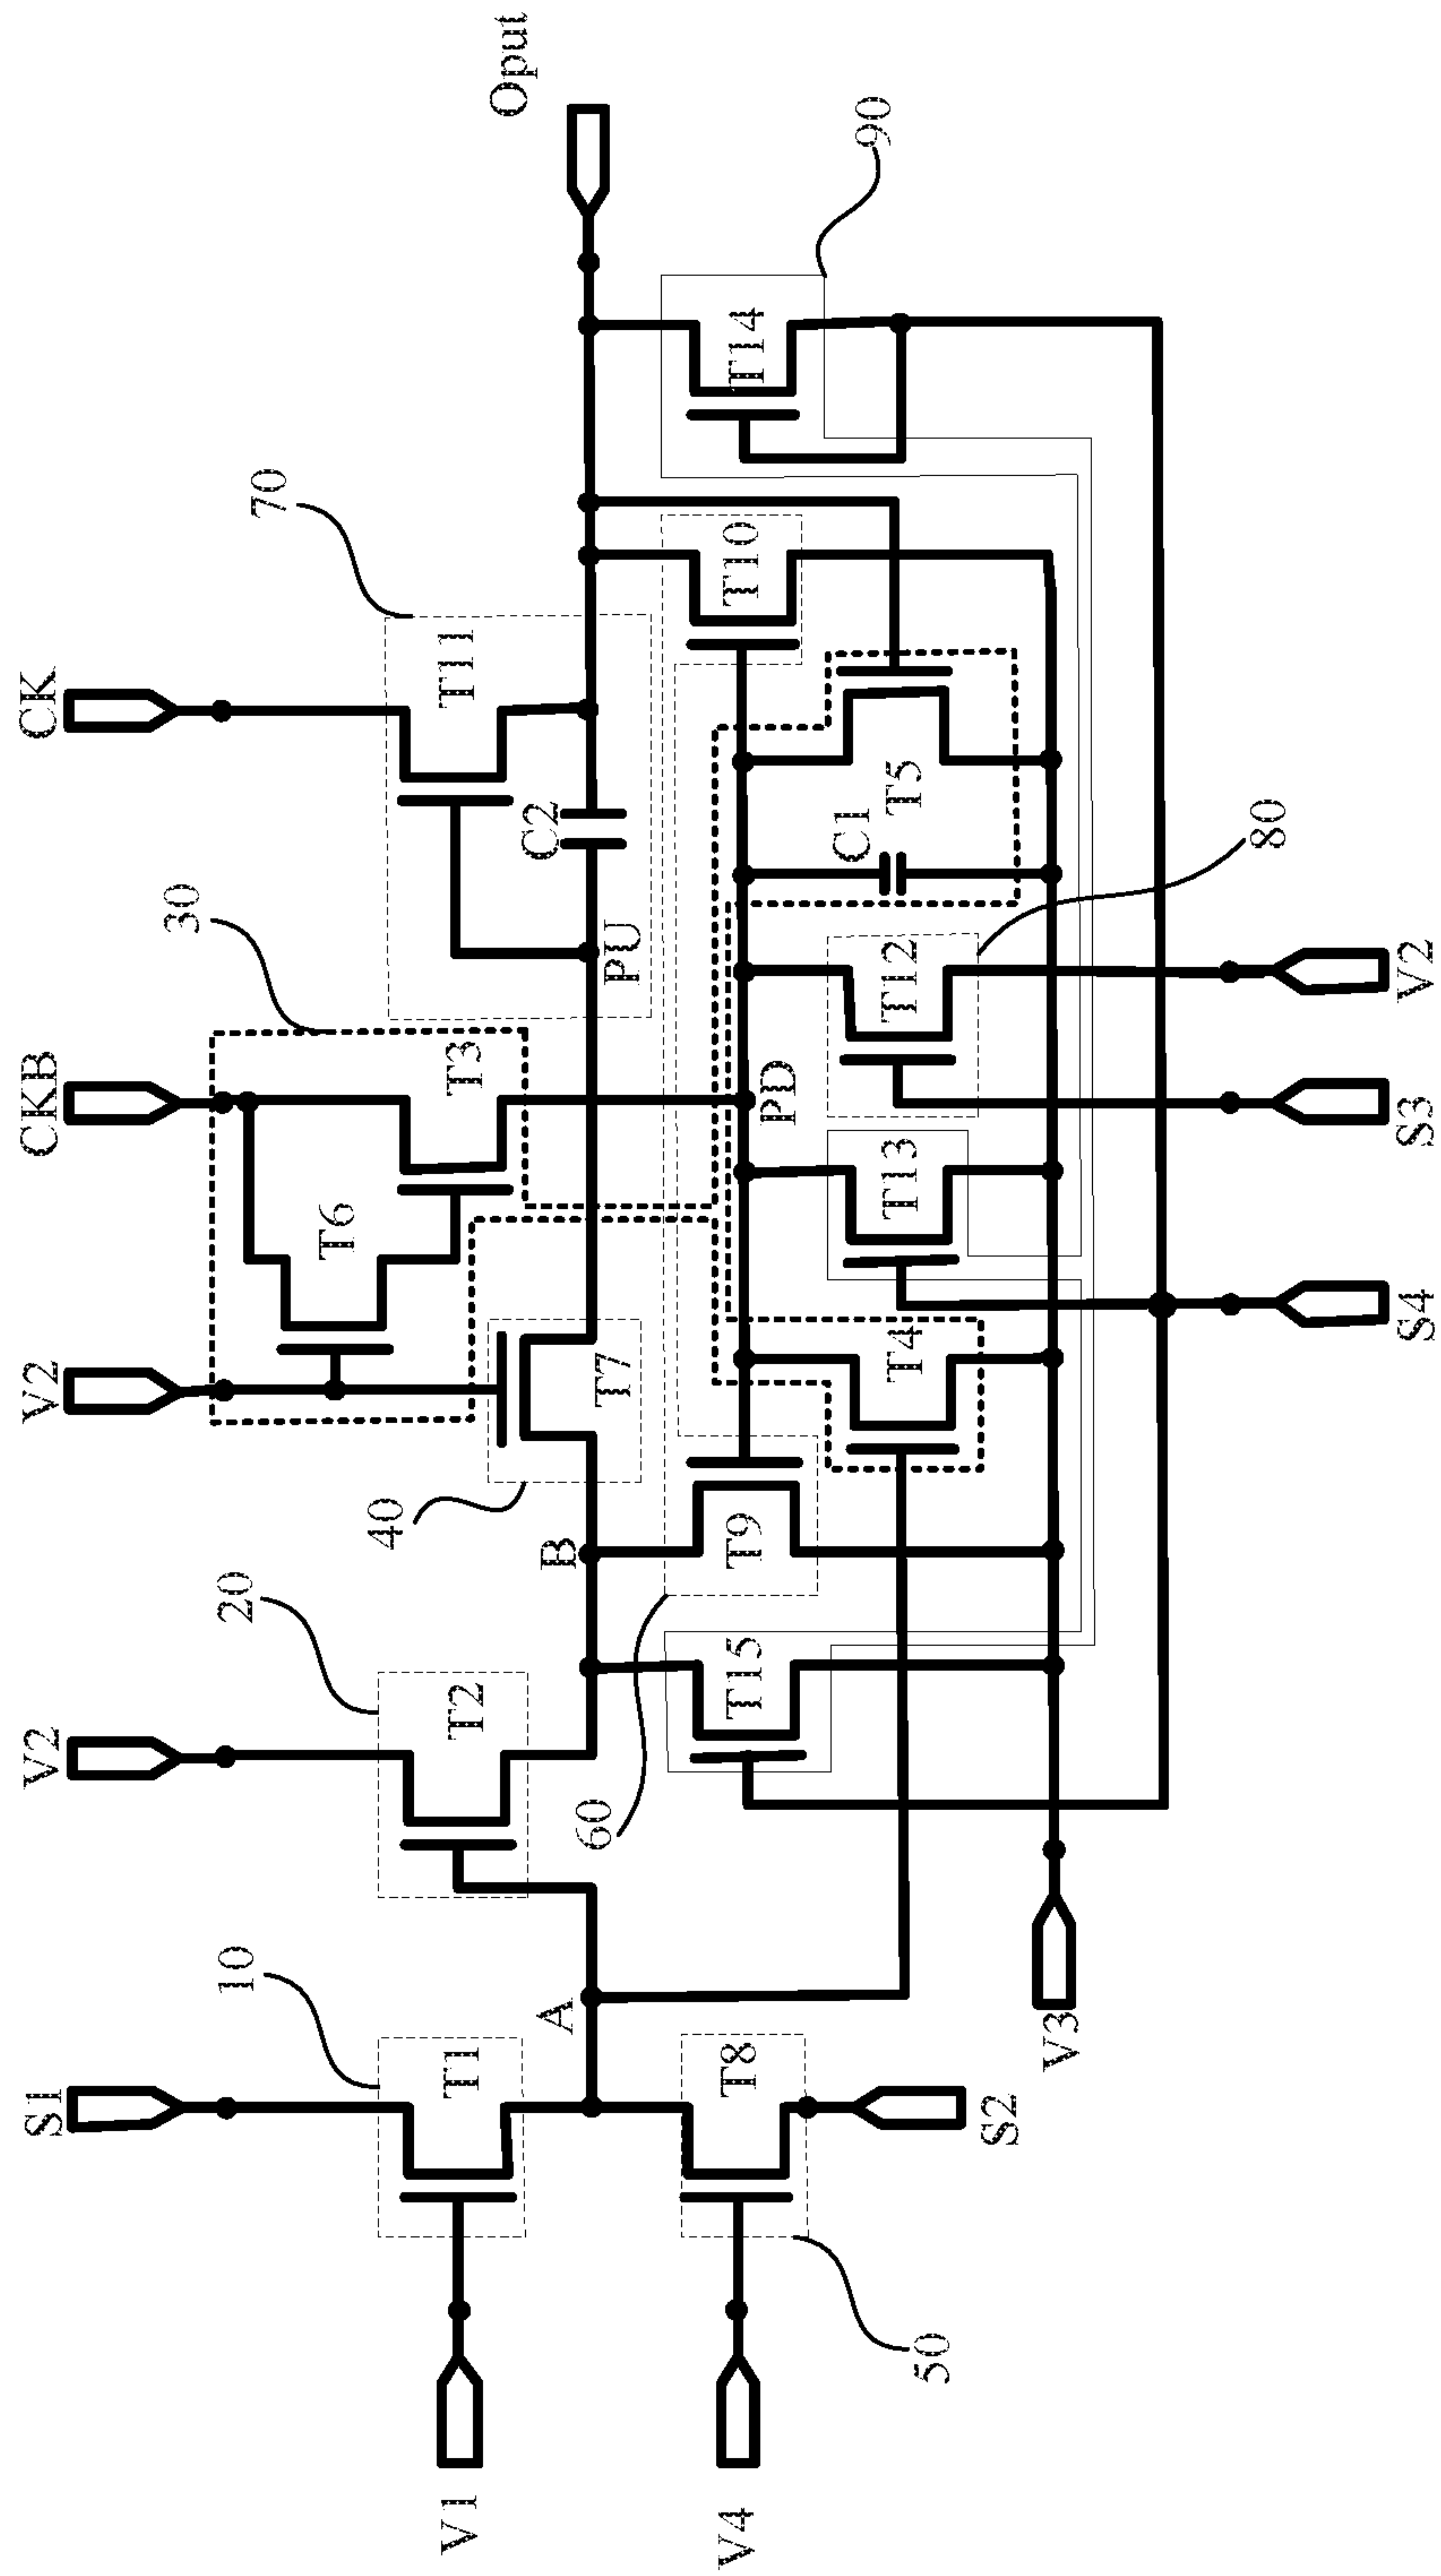 S1
V2
V2
CKB
CK
10
20
30
70
T1
T2
T6
T3
T11
V1
40
C2
Oput
A
B
T7
PU
60
T8
T15
T9
PD
T10
T14
V4
T4
T13
T12
C1
T5
90
50
S2
V3
80
S4
S3
V2